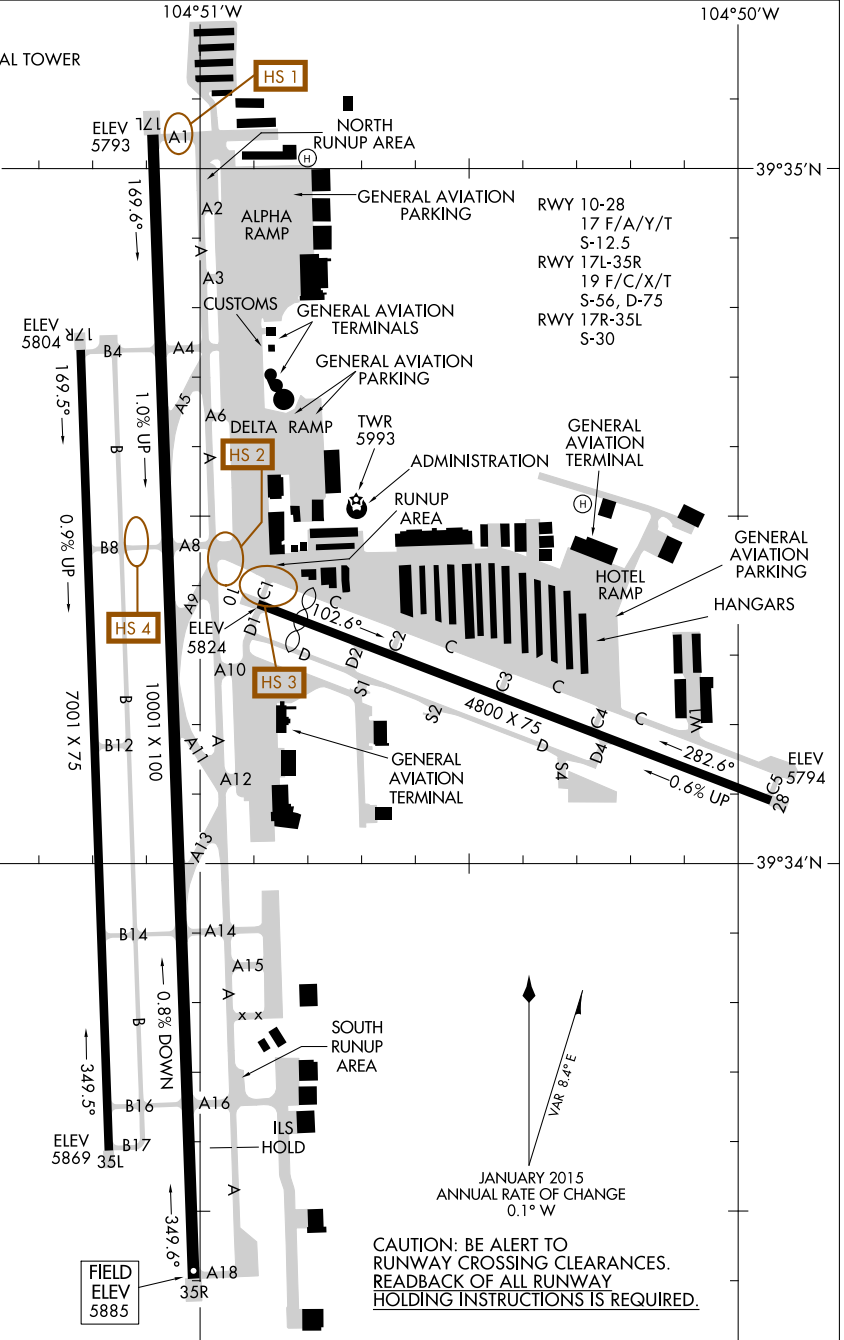 104°51'W
104°50'W
AL TOWER
HS 1
ELEV
5793
17L
A1
NORTH
RUNUP AREA
H
39°35'N
169.6°
A2
ALPHA
RAMP
GENERAL AVIATION
PARKING
RWY 10-28
17 F/A/Y/T
S-12.5
RWY 17L-35R
19 F/C/X/T
S-56, D-75
RWY 17R-35L
S-30
A
A3
CUSTOMS
GENERAL AVIATION
TERMINALS
ELEV
5804
17R
B4
A4
GENERAL AVIATION
PARKING
169.5°
1.0% UP
A5
A6
DELTA RAMP
TWR
5993
GENERAL
AVIATION
TERMINAL
B
A
HS 2
ADMINISTRATION
RUNUP
AREA
H
0.9% UP
B8
A8
GENERAL
AVIATION
PARKING
HOTEL
RAMP
HANGARS
HS 4
A9
10
C1
ELEV
5824
D1
102.6°
C
C2
D
D2
C
A10
HS 3
S1
C3
C
7001 X 75
10001 X 100
B
S2
4800 X 75
C4
C
W1
B12
A11
A
D
D4
282.6°
ELEV
5794
A12
GENERAL
AVIATION
TERMINAL
S4
0.6% UP
C5
28
A13
39°34'N
B14
A14
A15
A
B
0.8% DOWN
x x
SOUTH
RUNUP
AREA
349.5°
B16
A16
VAR 8.4° E
ELEV
5869
35L
B17
ILS
HOLD
A
JANUARY 2015
ANNUAL RATE OF CHANGE
0.1° W
349.6°
FIELD
ELEV
5885
A18
35R
CAUTION: BE ALERT TO
RUNWAY CROSSING CLEARANCES.
READBACK OF ALL RUNWAY
HOLDING INSTRUCTIONS IS REQUIRED.